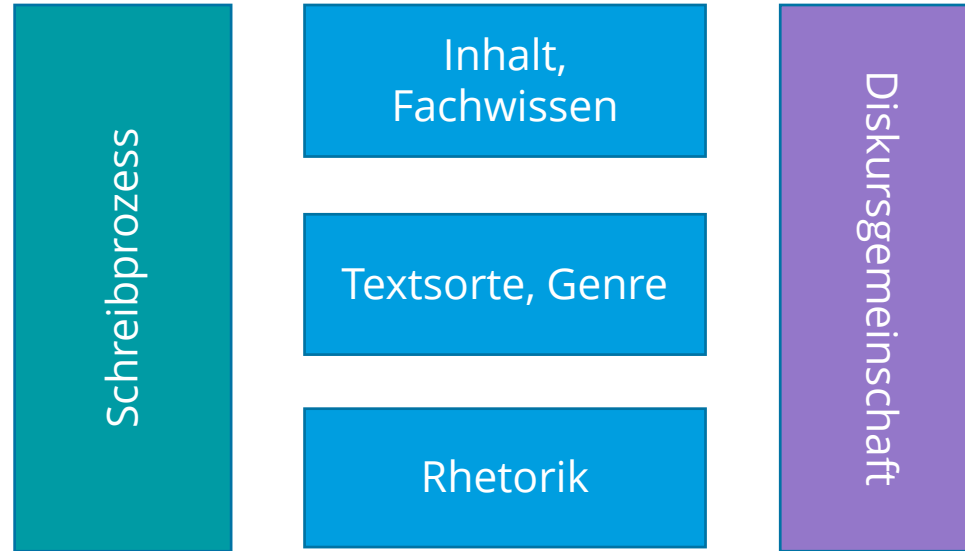 Schreibprozess
Inhalt,
Fachwissen
Textsorte, Genre
Rhetorik
Diskursgemeinschaft